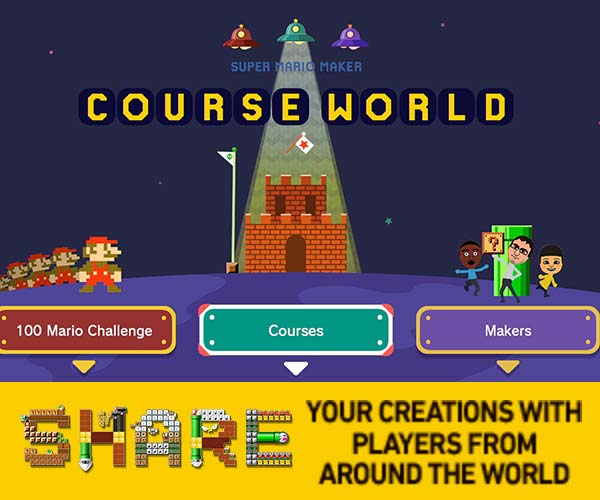 SUPER MARIO MAKER
COURSE WORLD
100 Mario Challenge
Courses
Makers
SHARE
YOUR CREATIONS WITH
PLAYERS FROM
AROUND THE WORLD